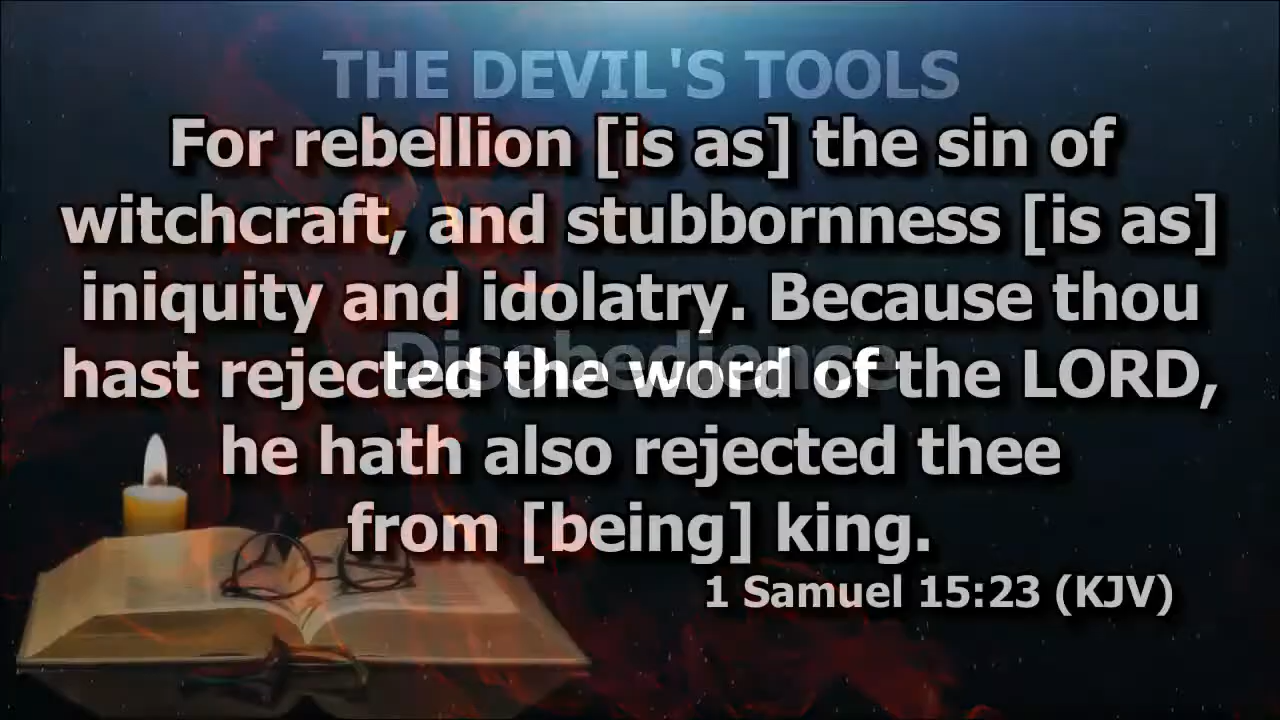 THE DEVIL'S TOOLS
For rebellion [is as] the sin of
witchcraft, and stubbornness [is as]
iniquity and idolatry. Because thou
hast rejected the word of the LORD,
Disobedience
he hath also rejected thee
from [being] king.
1 Samuel 15:23 (KJV)